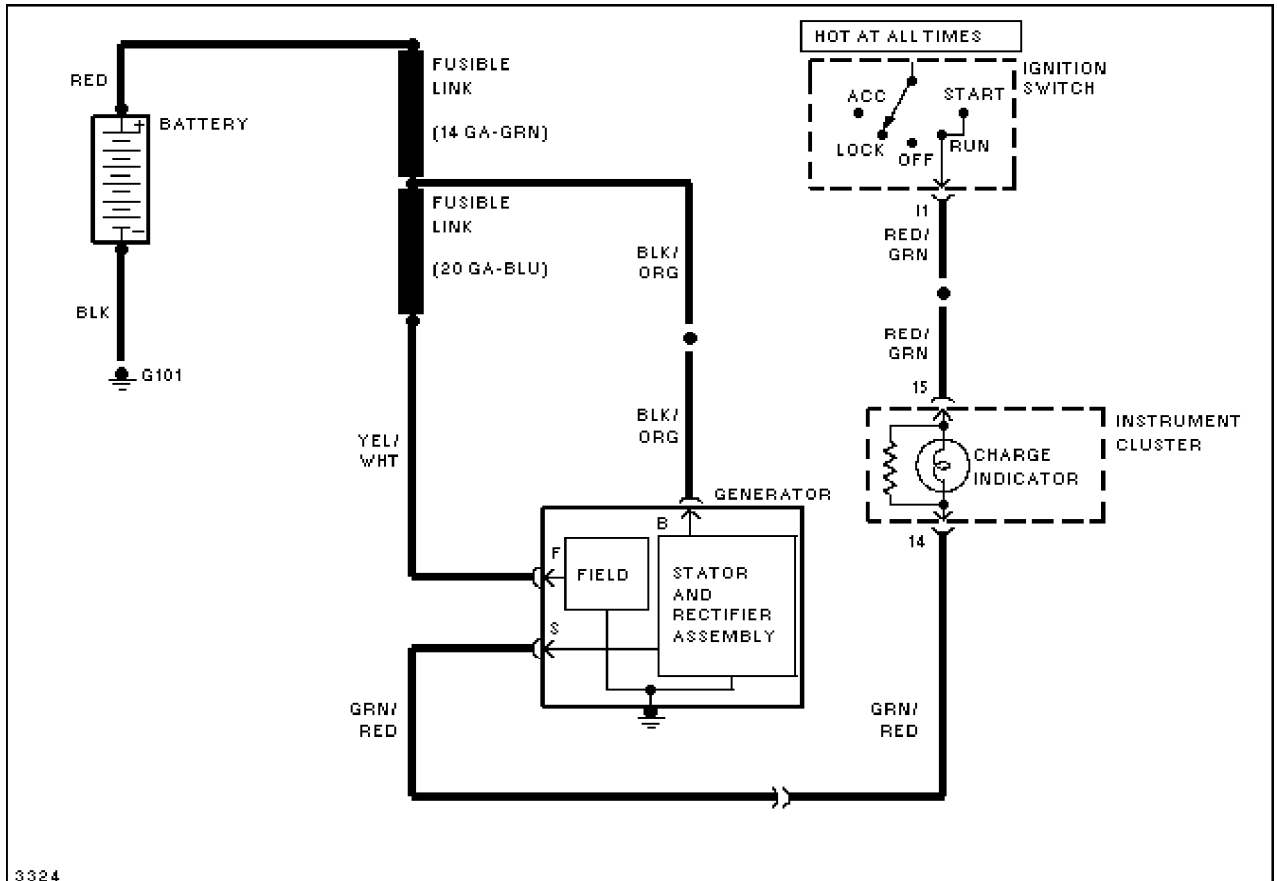 HOT AT ALL TIMES
IGNITION
SWITCH
ACC
START
LOCK
OFF
RUN
I1
RED/
GRN
RED/
GRN
15
INSTRUMENT
CLUSTER
CHARGE
INDICATOR
14
GRN/
RED
RED
BATTERY
+
-
BLK
G101
FUSIBLE
LINK
(14 GA-GRN)
FUSIBLE
LINK
(20 GA-BLU)
BLK/
ORG
BLK/
ORG
YEL/
WHT
GENERATOR
B
F
FIELD
S
STATOR
AND
RECTIFIER
ASSEMBLY
GRN/
RED
3324